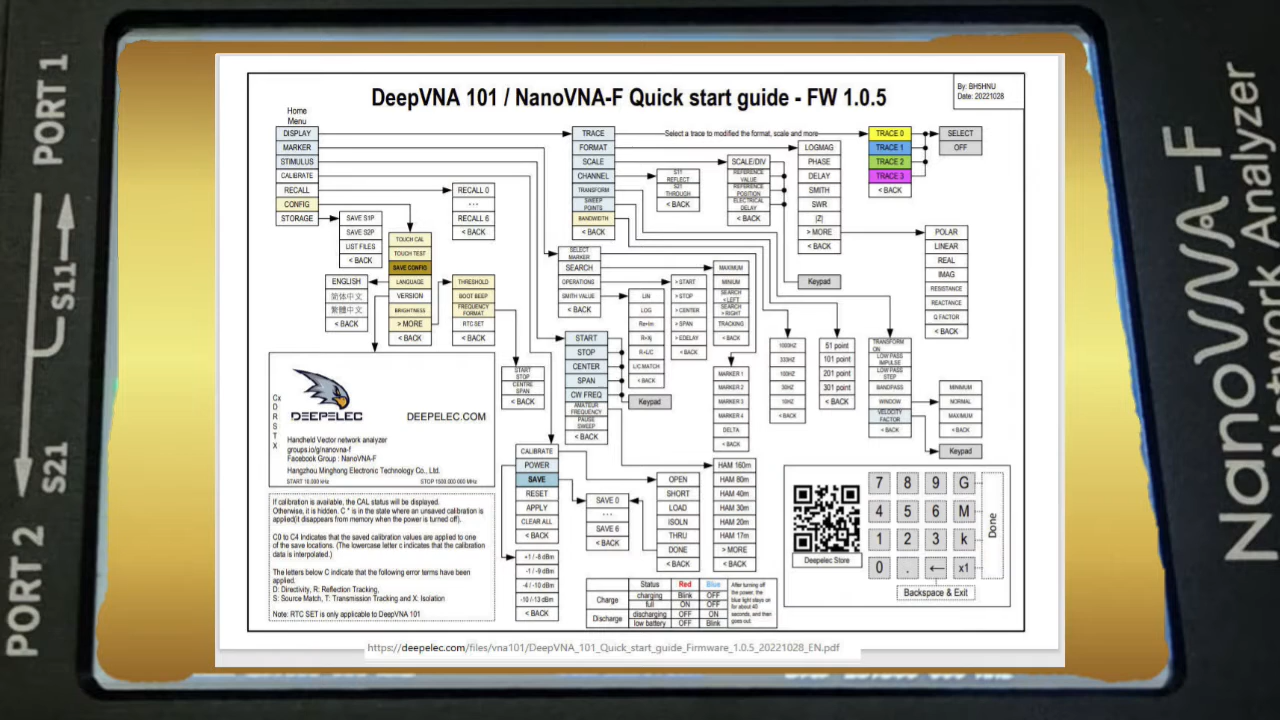 PORT 1
S11
S21
PORT 2
NanoVNA-F
Network Analyzer
DeepVNA 101 / NanoVNA-F Quick start guide - FW 1.0.5
By: BH5HNU
Date: 20221028
Home
Menu
DISPLAY
MARKER
STIMULUS
CALIBRATE
RECALL
CONFIG
STORAGE
RECALL 0
...
RECALL 6
< BACK
SAVE S1P
SAVE S2P
LIST FILES
< BACK
TOUCH CAL
TOUCH TEST
SAVE CONFIG
LANGUAGE
VERSION
BRIGHTNESS
> MORE
< BACK
ENGLISH
简体中文
繁體中文
< BACK
THRESHOLD
BOOT BEEP
FREQUENCY
FORMAT
RTC SET
< BACK
START
STOP
CENTRE
SPAN
< BACK
TRACE
FORMAT
SCALE
CHANNEL
TRANSFORM
SWEEP
POINTS
BANDWIDTH
< BACK
Select a trace to modified the format, scale and more
TRACE 0
TRACE 1
TRACE 2
TRACE 3
< BACK
SELECT
OFF
LOGMAG
PHASE
DELAY
SMITH
SWR
|Z|
> MORE
< BACK
SCALE/DIV
REFERENCE
VALUE
REFERENCE
POSITION
ELECTRICAL
DELAY
< BACK
S11
REFLECT
S21
THROUGH
< BACK
Keypad
POLAR
LINEAR
REAL
IMAG
RESISTANCE
REACTANCE
Q FACTOR
< BACK
SELECT
MARKER
SEARCH
OPERATIONS
SMITH VALUE
< BACK
MAXIMUM
MINIUM
SEARCH
< LEFT
SEARCH
> RIGHT
TRACKING
< BACK
> START
> STOP
> CENTER
> SPAN
> EDELAY
< BACK
LIN
LOG
Re+Im
R+Xj
R+L/C
L/C MATCH
< BACK
START
STOP
CENTER
SPAN
CW FREQ
AMATEUR
FREQUENCY
PAUSE
SWEEP
< BACK
Keypad
MARKER 1
MARKER 2
MARKER 3
MARKER 4
DELTA
< BACK
1000HZ
333HZ
100HZ
30HZ
10HZ
< BACK
51 point
101 point
201 point
301 point
< BACK
TRANSFORM
ON
LOW PASS
IMPULSE
LOW PASS
STEP
BANDPASS
WINDOW
VELOCITY
FACTOR
< BACK
MINIMUM
NORMAL
MAXIMUM
< BACK
Keypad
Cx
D
R
S
T
X
DEEPELEC
DEEPELEC.COM
Handheld Vector network analyzer
groups.io/g/nanovna-f
Facebook Group : NanoVNA-F
Hangzhou Minghong Electronic Technology Co., Ltd.
START 10.000 kHz
STOP 1500.000 000 MHz
If calibration is available, the CAL status will be displayed.
Otherwise, it is hidden. C * is in the state where an unsaved calibration is
applied(it disappears from memory when the power is turned off).
C0 to C4 Indicates that the saved calibration values are applied to
one of the save locations. (The lowercase letter c indicates that the calibration
data is interpolated.)
The letters below C indicate that the following error terms have been
applied.
D: Directivity, R: Reflection Tracking,
S: Source Match, T: Transmission Tracking and X: Isolation
Note: RTC SET is only applicable to DeepVNA 101
CALIBRATE
POWER
SAVE
RESET
APPLY
CLEAR ALL
< BACK
+1 / -8 dBm
-1 / -9 dBm
-4 / -10 dBm
-10 /-13 dBm
< BACK
SAVE 0
...
SAVE 6
< BACK
OPEN
SHORT
LOAD
ISOLN
THRU
DONE
< BACK
HAM 160m
HAM 80m
HAM 40m
HAM 30m
HAM 20m
HAM 17m
> MORE
< BACK
Status Red Blue
Charge
charging Blink OFF
full ON OFF
Discharge
discharging OFF ON
low battery OFF Blink
After turning off
the power, the
blue light stays on
for about 40
seconds, and then
goes out.
Deepelec Store
7 8 9 G
4 5 6 M
1 2 3 k
0 . ← x1
Done
Backspace & Exit
https://deepelec.com/files/vna101/DeepVNA_101_Quick_start_guide_Firmware_1.0.5_20221028_EN.pdf